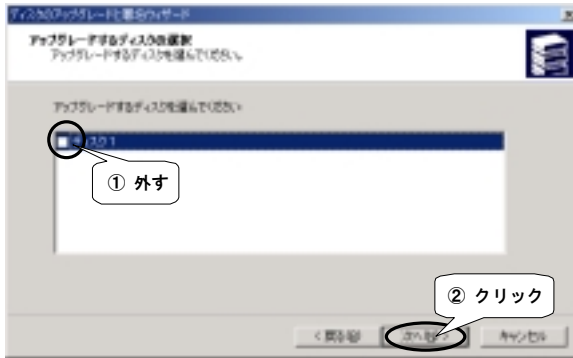 ディスクのアップグレードと署名ウィザード
アップグレードするディスクの選択
アップグレードするディスクを選んでください。
アップグレードするディスクを選んでください
ディスク 1
① 外す
② クリック
< 戻る(B)
次へ(N) >
キャンセル